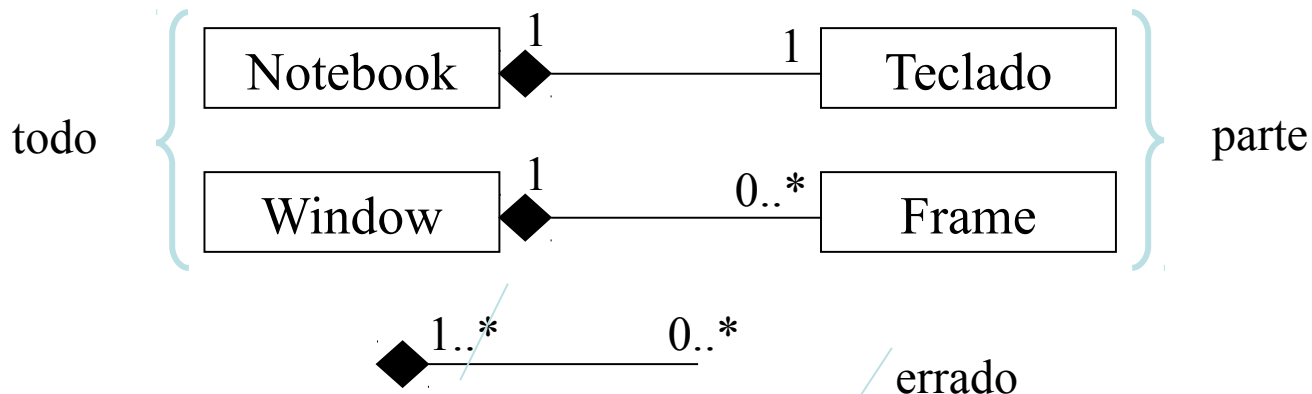 1
1
Notebook
Teclado
todo
parte
1
0..*
Window
Frame
1..*
0..*
errado